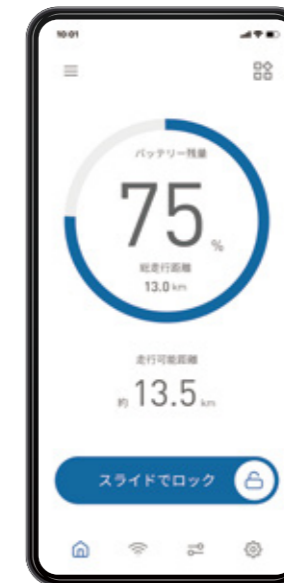 10:01
バッテリー残量
75 %
総走行距離
13.0 km
走行可能距離
約 13.5 km
スライドでロック